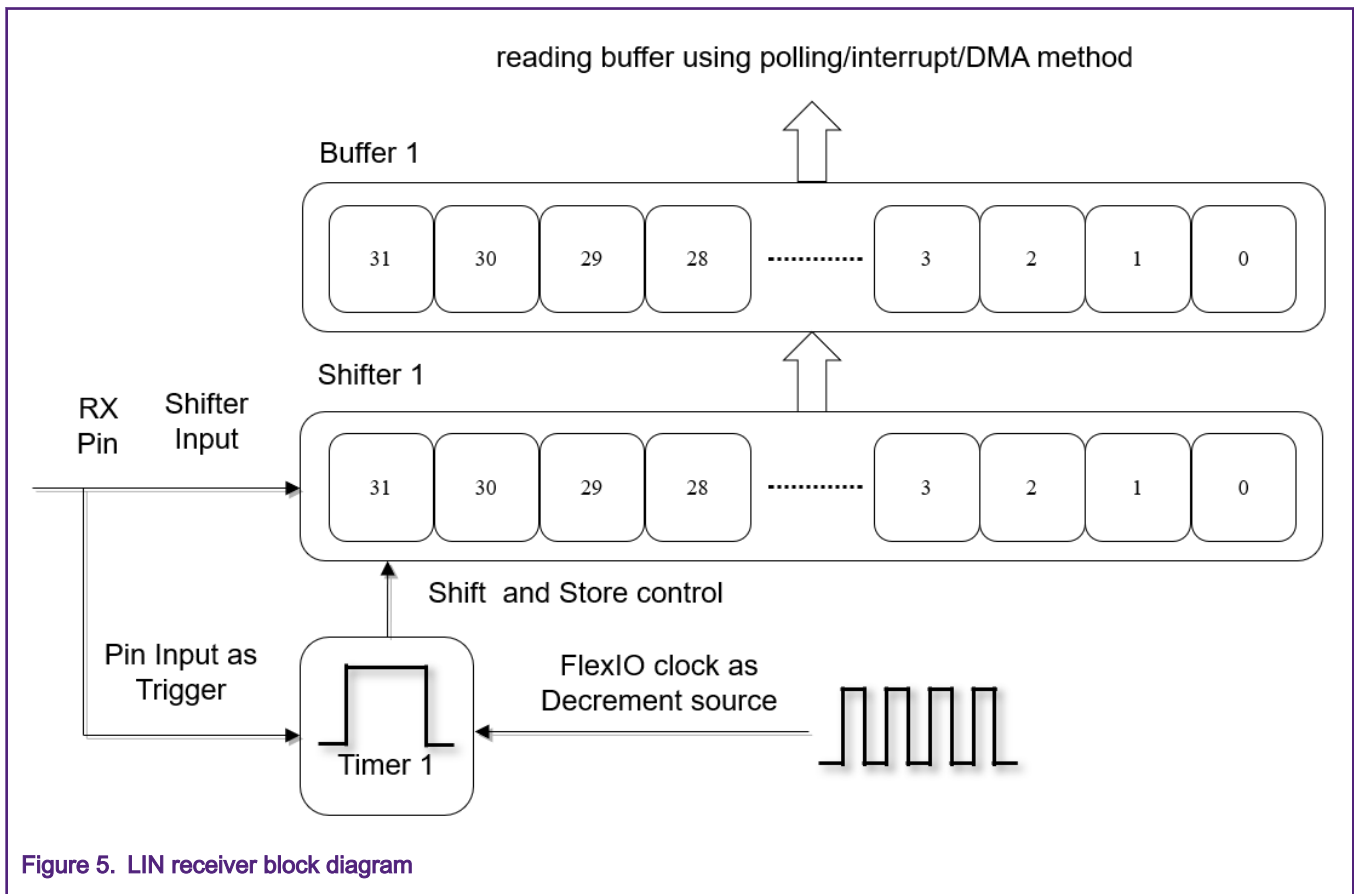 reading buffer using polling/interrupt/DMA method
Buffer 1
31 30 29 28 3 2 1 0
Shifter 1
RX
Pin
Shifter
Input
31 30 29 28 3 2 1 0
Shift and Store control
Pin Input as
Trigger
Timer 1
FlexIO clock as
Decrement source
Figure 5. LIN receiver block diagram